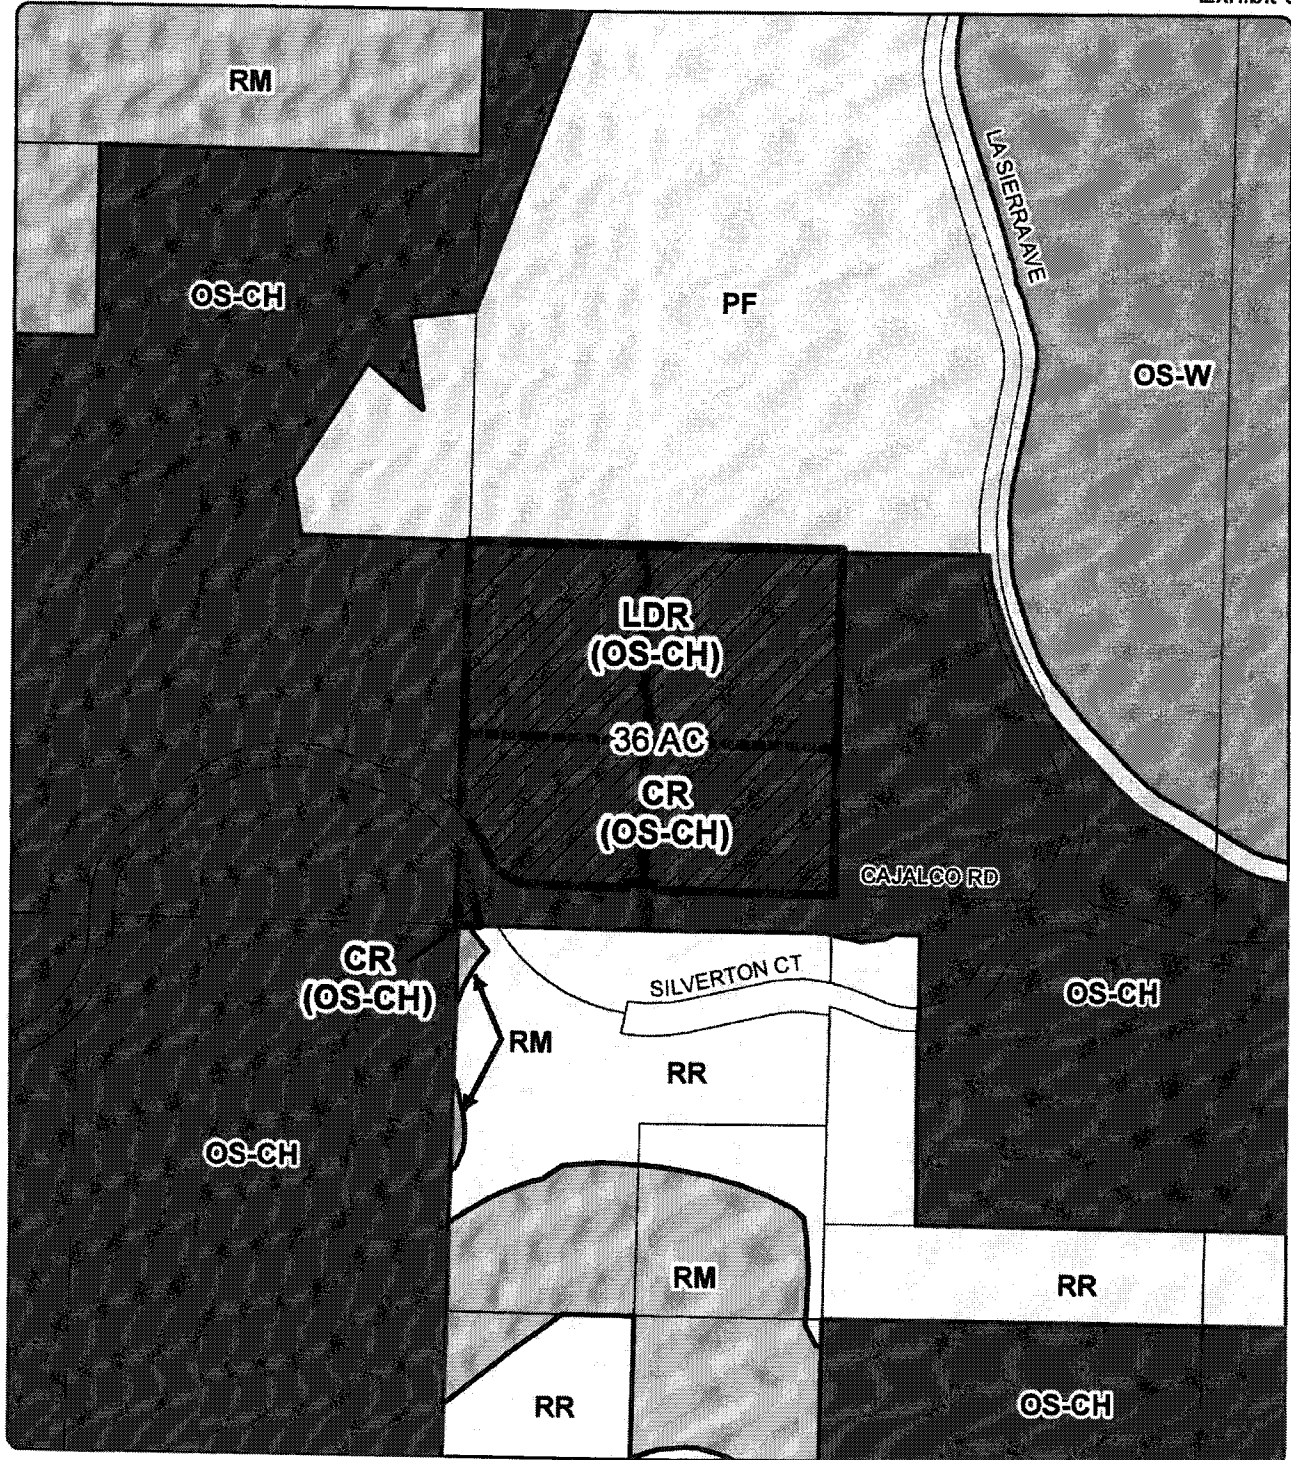 RM
LA SIERRA AVE
OS-CH
PF
OS-W
LDR
(OS-CH)
36 AC
CR
(OS-CH)
CAJALCO RD
CR
(OS-CH)
SILVERTON CT
OS-CH
RM
RR
OS-CH
RM
RR
RR
OS-CH